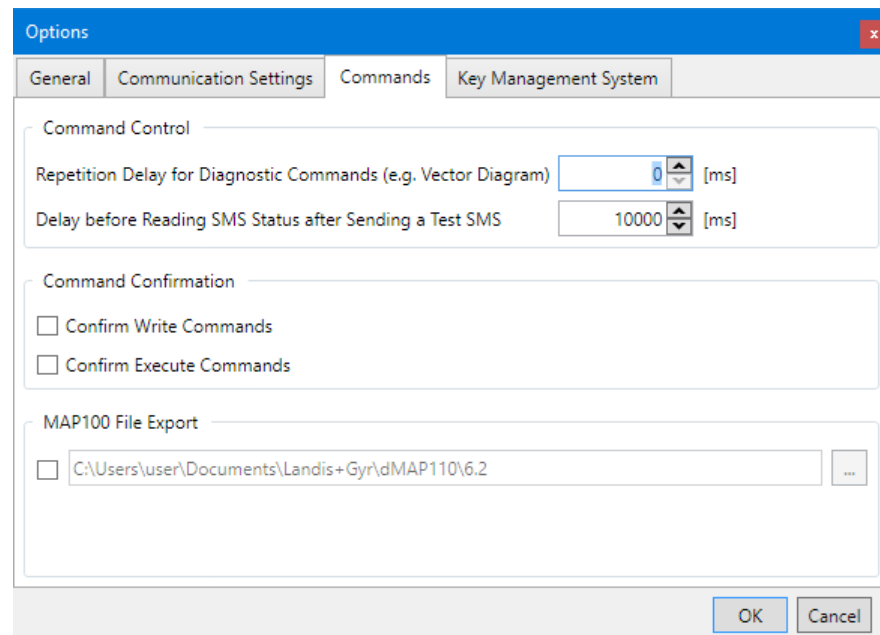 Options
x
General Communication Settings Commands Key Management System
Command Control
Repetition Delay for Diagnostic Commands (e.g. Vector Diagram) 0 [ms]
Delay before Reading SMS Status after Sending a Test SMS 10000 [ms]
Command Confirmation
Confirm Write Commands
Confirm Execute Commands
MAP100 File Export
C:\Users\user\Documents\Landis+Gyr\dMAP110\6.2 ...
OK Cancel